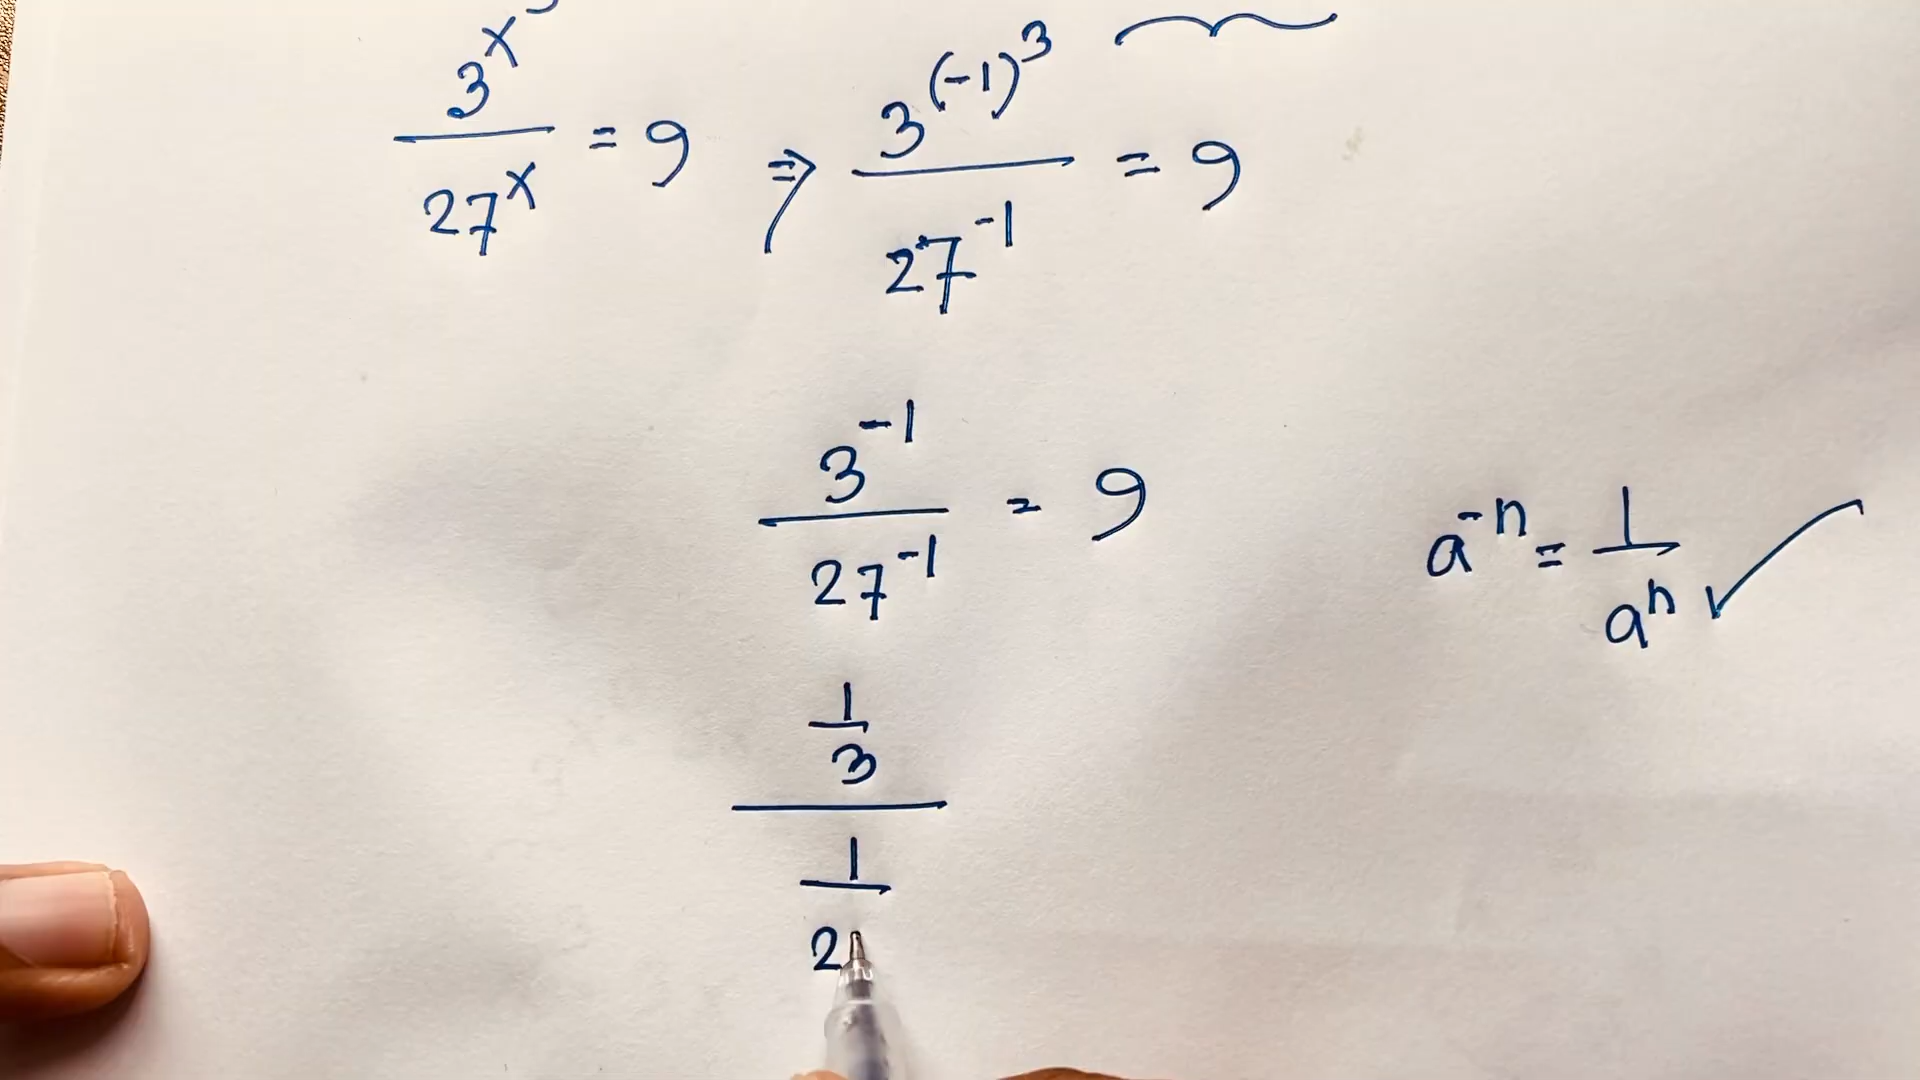 3^x^3 / 27^x = 9 ⇒ 3^(-1)^3 / 27^-1 = 9
3^-1 / 27^-1 = 9
a^-n = 1 / a^n ✓
1/3
1/2